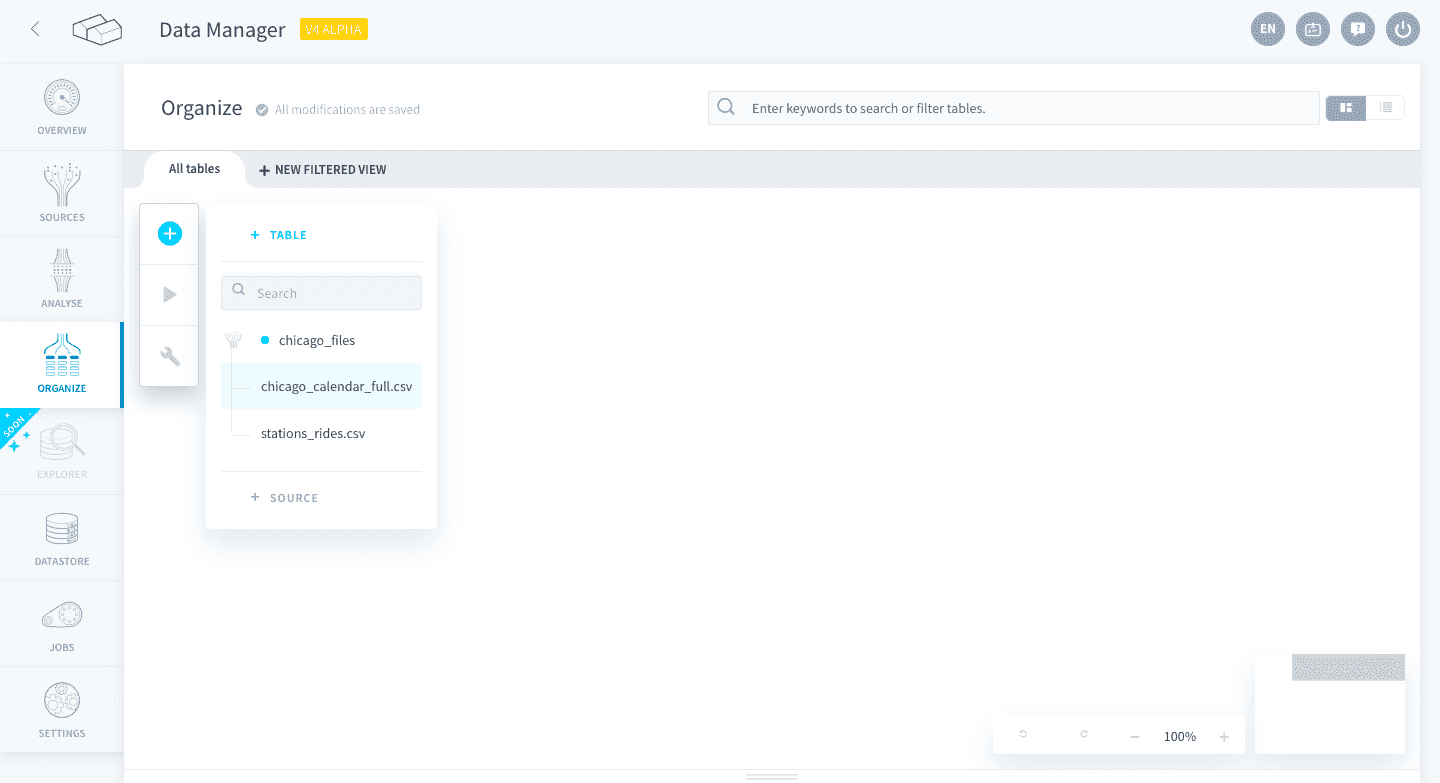 Data Manager
V4 ALPHA
EN
OVERVIEW
SOURCES
ANALYSE
ORGANIZE
SOON
EXPLORER
DATASTORE
JOBS
SETTINGS
Organize
All modifications are saved
Enter keywords to search or filter tables.
All tables
+ NEW FILTERED VIEW
+ TABLE
Search
chicago_files
chicago_calendar_full.csv
stations_rides.csv
+ SOURCE
− 100% +